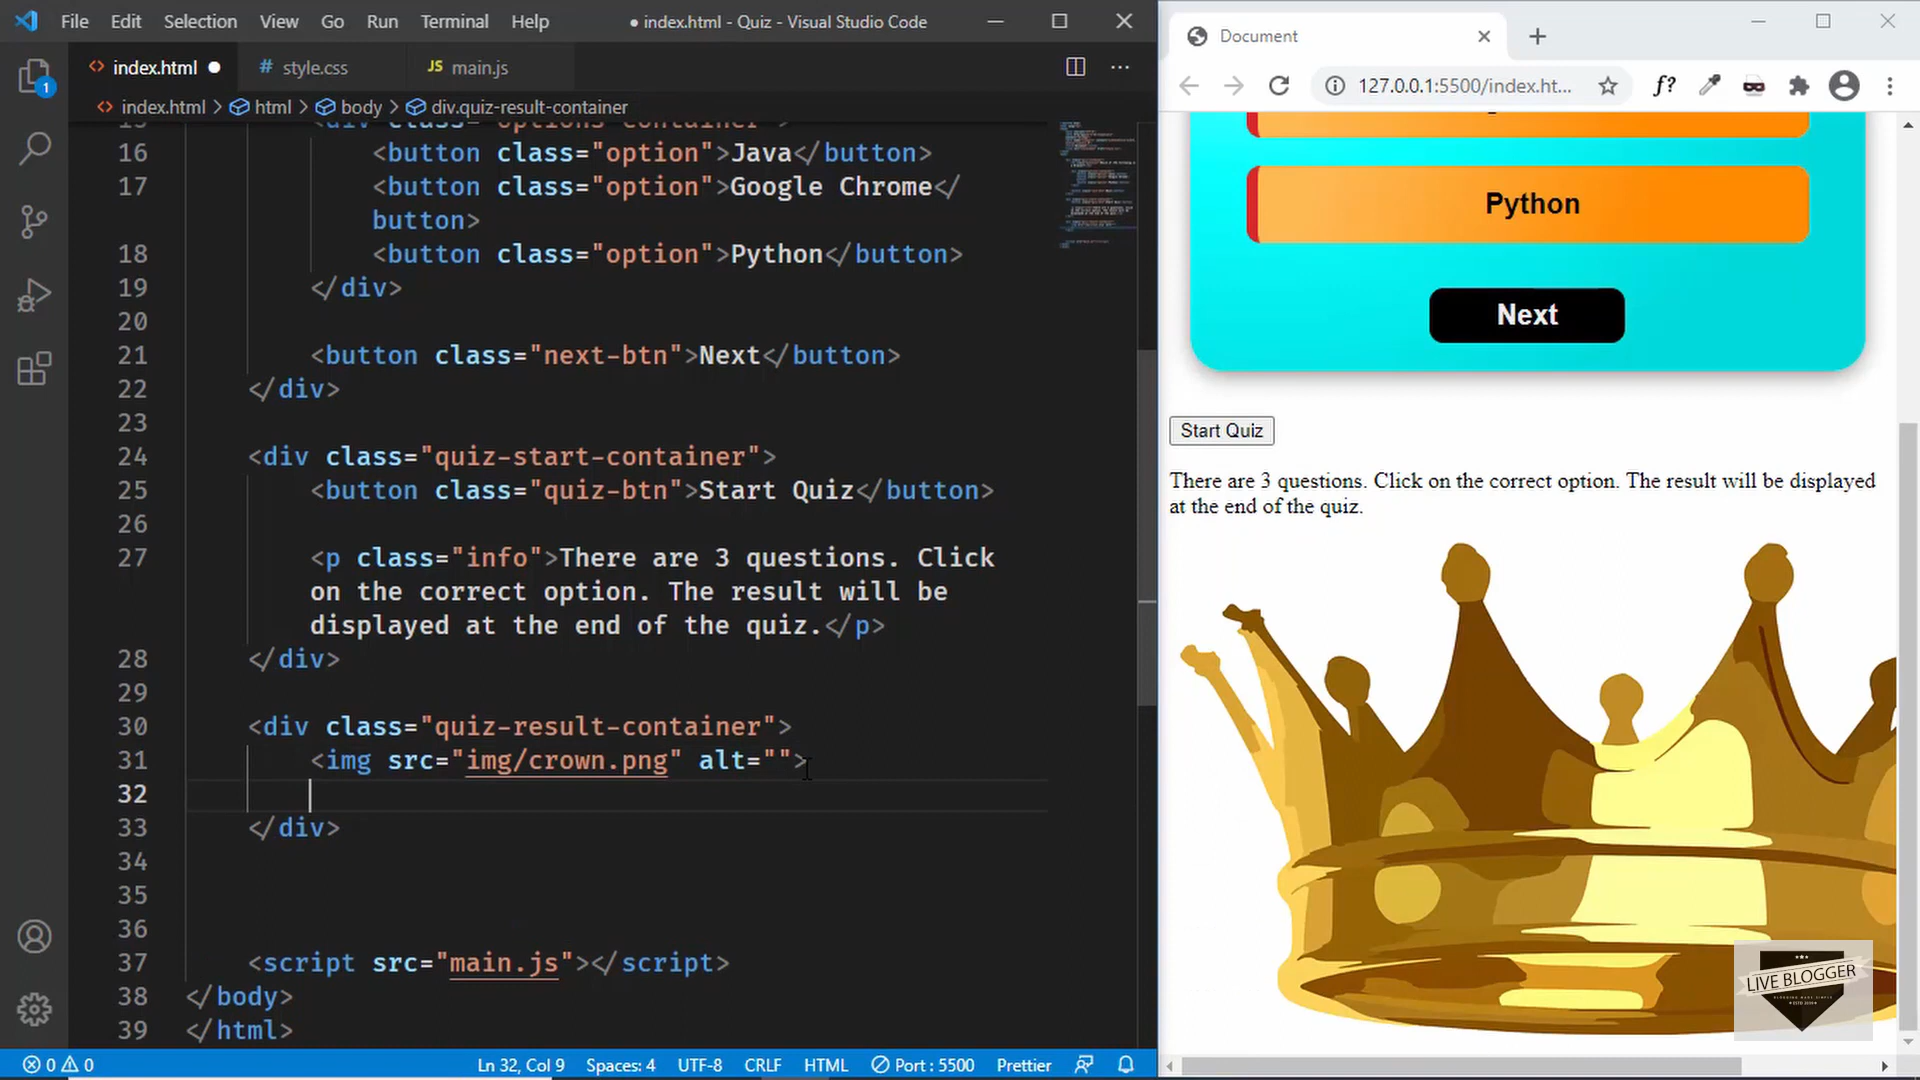 File Edit Selection View Go Run Terminal Help ● index.html - Quiz - Visual Studio Code
index.html ● # style.css JS main.js
index.html > html > body > div.quiz-result-container
<div class="options-container">
16 <button class="option">Java</button>
17 <button class="option">Google Chrome</
button>
18 <button class="option">Python</button>
19 </div>
20
21 <button class="next-btn">Next</button>
22 </div>
23
24 <div class="quiz-start-container">
25 <button class="quiz-btn">Start Quiz</button>
26
27 <p class="info">There are 3 questions. Click
on the correct option. The result will be
displayed at the end of the quiz.</p>
28 </div>
29
30 <div class="quiz-result-container">
31 <img src="img/crown.png" alt="">
32
33 </div>
34
35
36
37 <script src="main.js"></script>
38 </body>
39 </html>
1
0 0 Ln 32, Col 9 Spaces: 4 UTF-8 CRLF HTML Port : 5500 Prettier
Document
127.0.0.1:5500/index.ht... f?
Python
Next
Start Quiz
There are 3 questions. Click on the correct option. The result will be displayed
at the end of the quiz.
LIVE BLOGGER